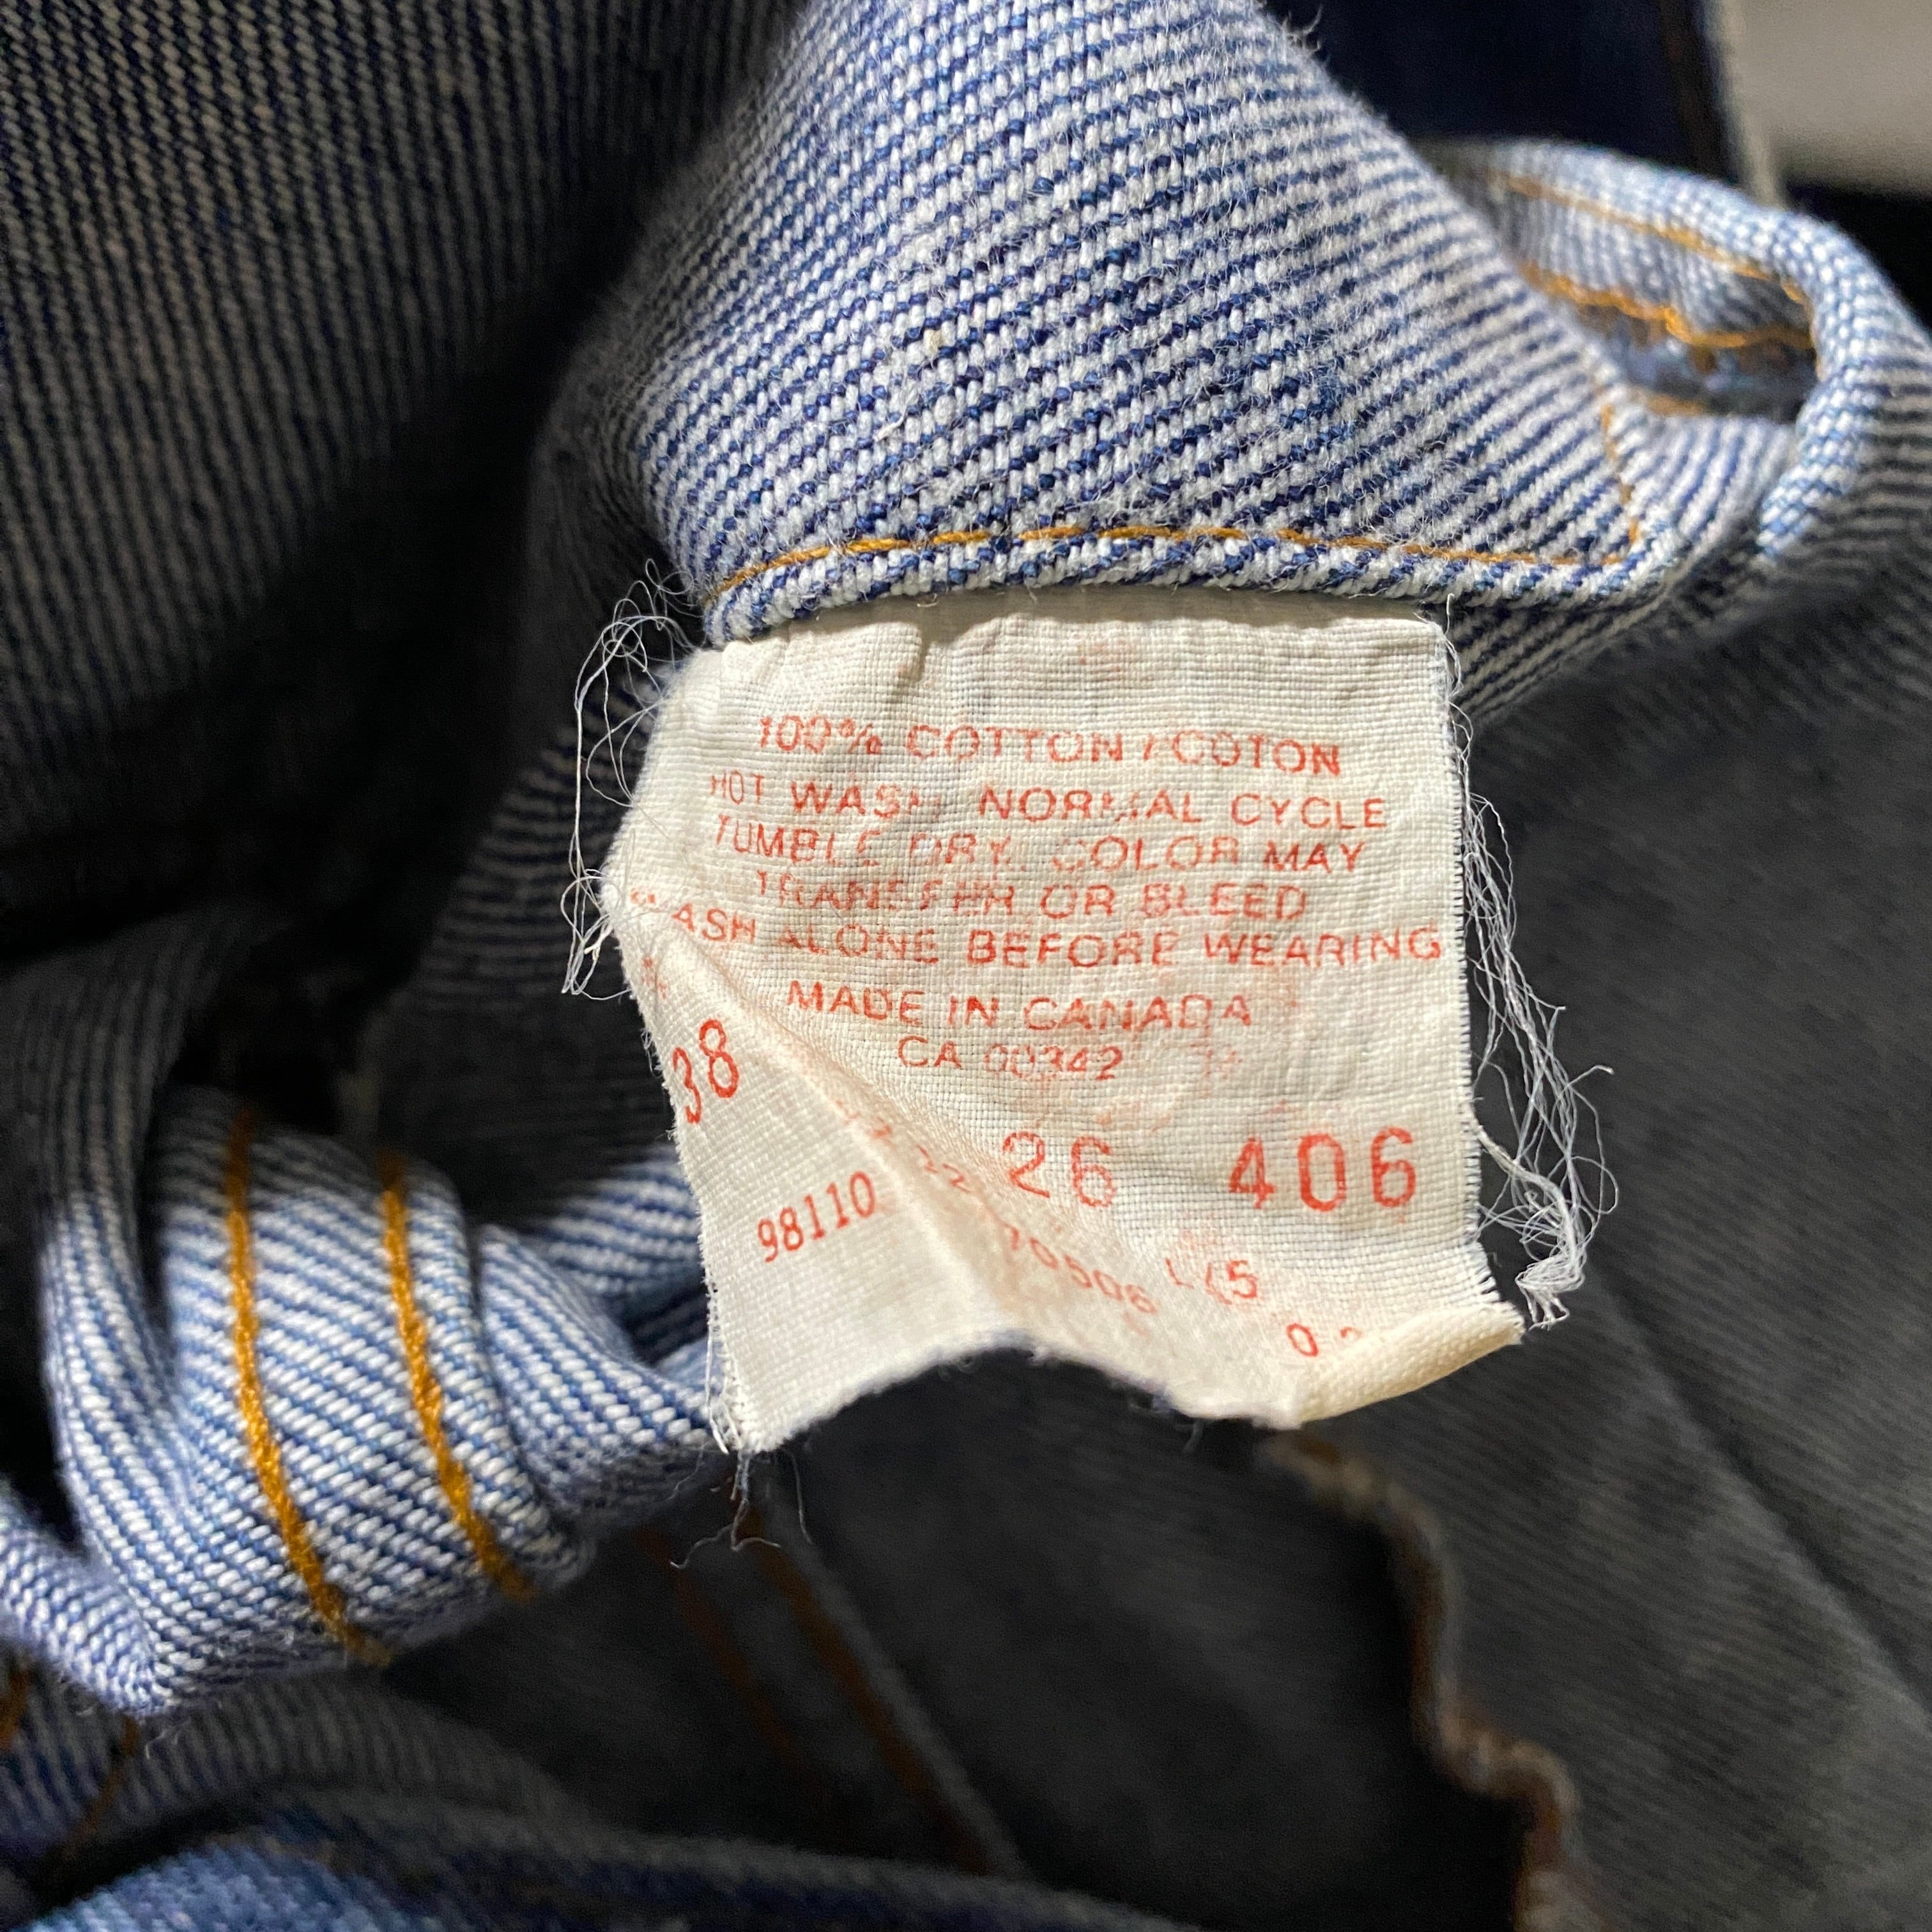 100% COTTON / COTON
HOT WASH NORMAL CYCLE
TUMBLE DRY. COLOR MAY
TRANSFER OR BLEED
WASH ALONE BEFORE WEARING
MADE IN CANADA
CA 00342
38 26 406
98110 70506